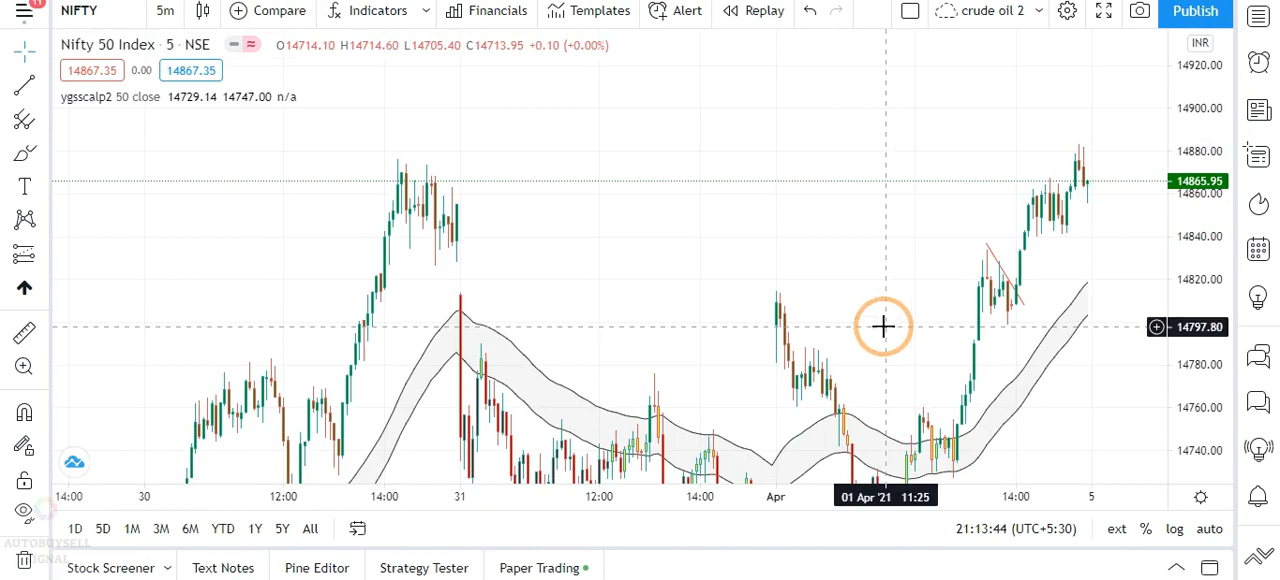 11
NIFTY 5m Compare Indicators Financials Templates Alert Replay crude oil 2 Publish
Nifty 50 Index · 5 · NSE O14714.10 H14714.60 L14705.40 C14713.95 +0.10 (+0.00%)
INR
14867.35 0.00 14867.35
ygsscalp2 50 close 14729.14 14747.00 n/a
14920.00
14900.00
14880.00
14865.95
14860.00
14840.00
14820.00
14797.80
14780.00
14760.00
14740.00
14:00 30 12:00 14:00 31 12:00 14:00 Apr 01 Apr '21 11:25 14:00 5
1D 5D 1M 3M 6M YTD 1Y 5Y All 21:13:44 (UTC+5:30) ext % log auto
AUTOBUYSELL
SIGNAL
Stock Screener Text Notes Pine Editor Strategy Tester Paper Trading